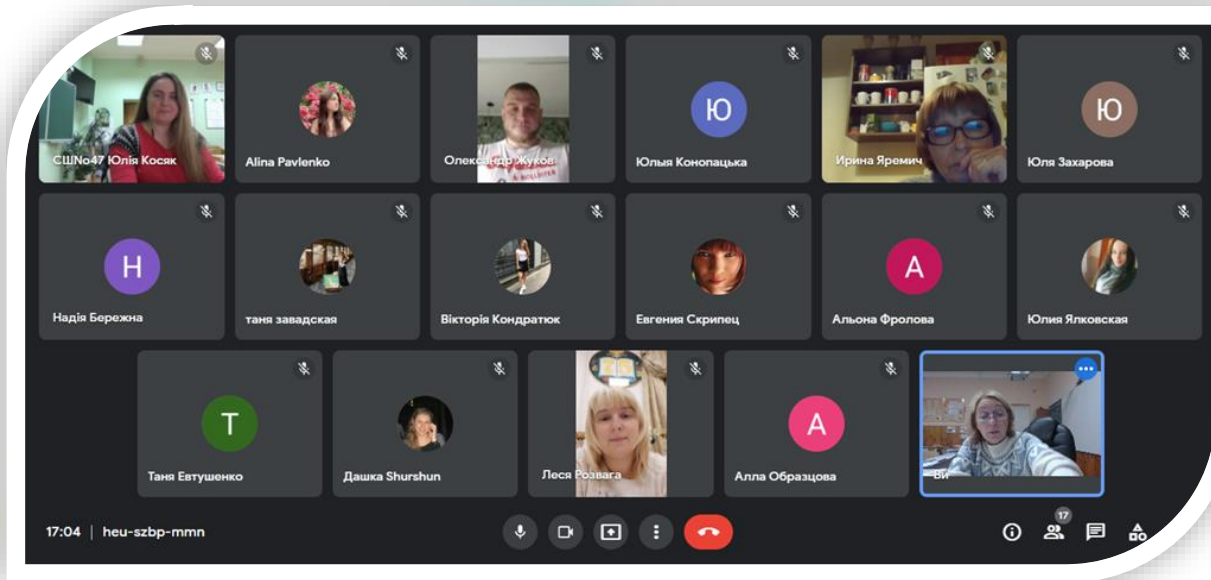 СШNo47 Юлія Косяк
Alina Pavlenko
Олександр Жуков
Ю
Юлыя Конопацька
Ирина Яремич
Ю
Юля Захарова
Н
Надія Бережна
таня завадская
Вікторія Кондратюк
Евгения Скрипец
А
Альона Фролова
Юлия Ялковская
Т
Таня Евтушенко
Дашка Shurshun
Леся Розвага
А
Алла Образцова
Ви
17:04 | heu-szbp-mmn
17